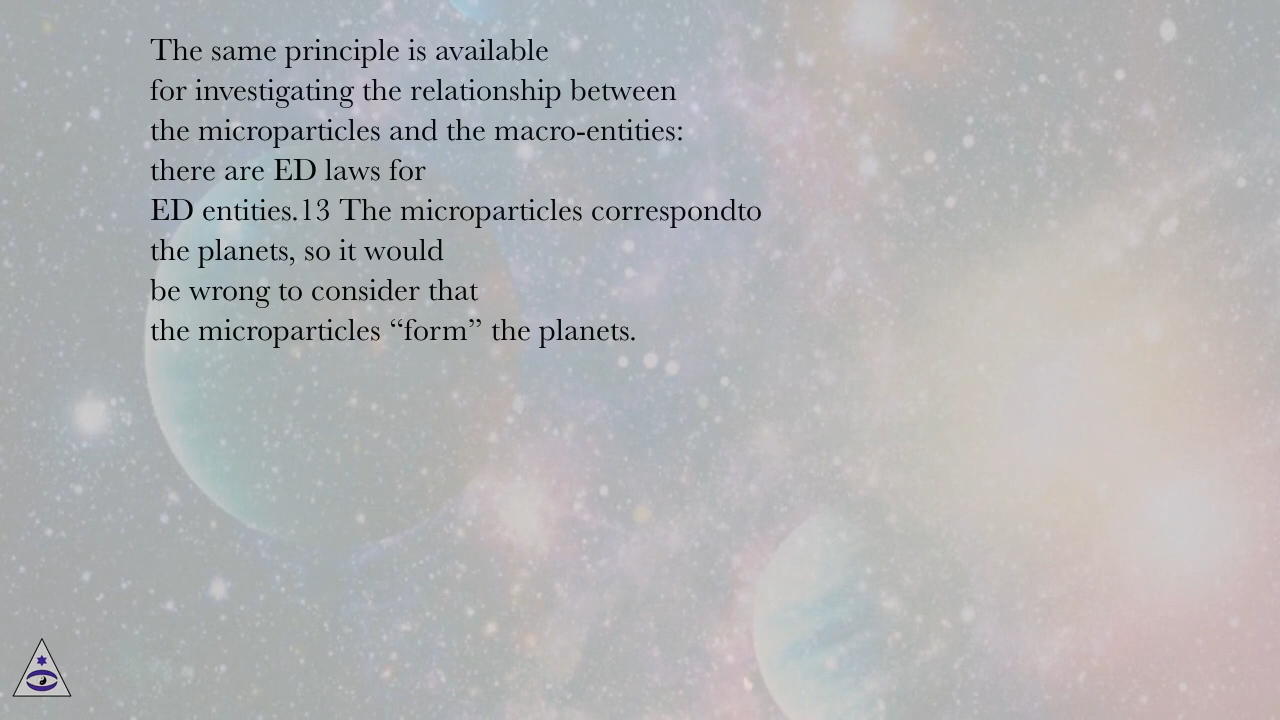 The same principle is available
for investigating the relationship between
the microparticles and the macro-entities:
there are ED laws for
ED entities.13 The microparticles correspondto
the planets, so it would
be wrong to consider that
the microparticles “form” the planets.